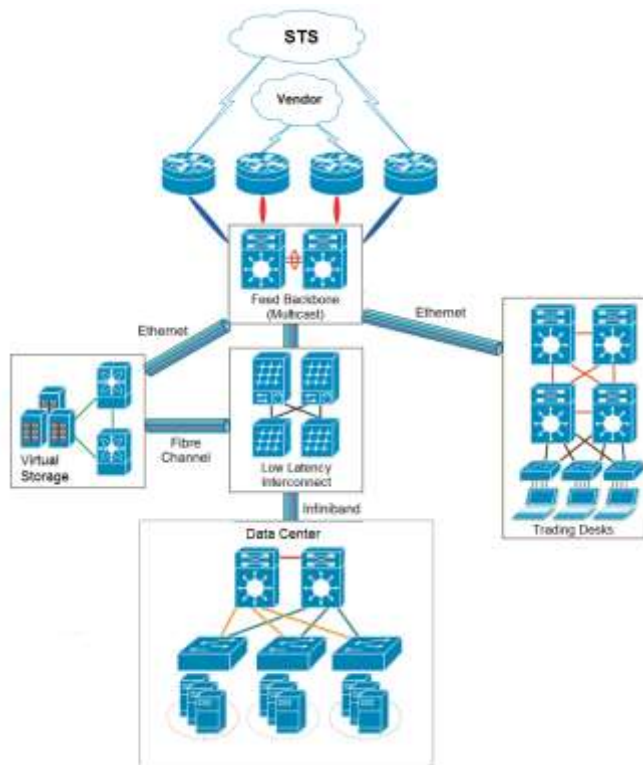 STS
Vendor
Feed Backbone
(Multicast)
Ethernet
Ethernet
Virtual
Storage
Fibre
Channel
Low Latency
Interconnect
Trading Desks
Infiniband
Data Center